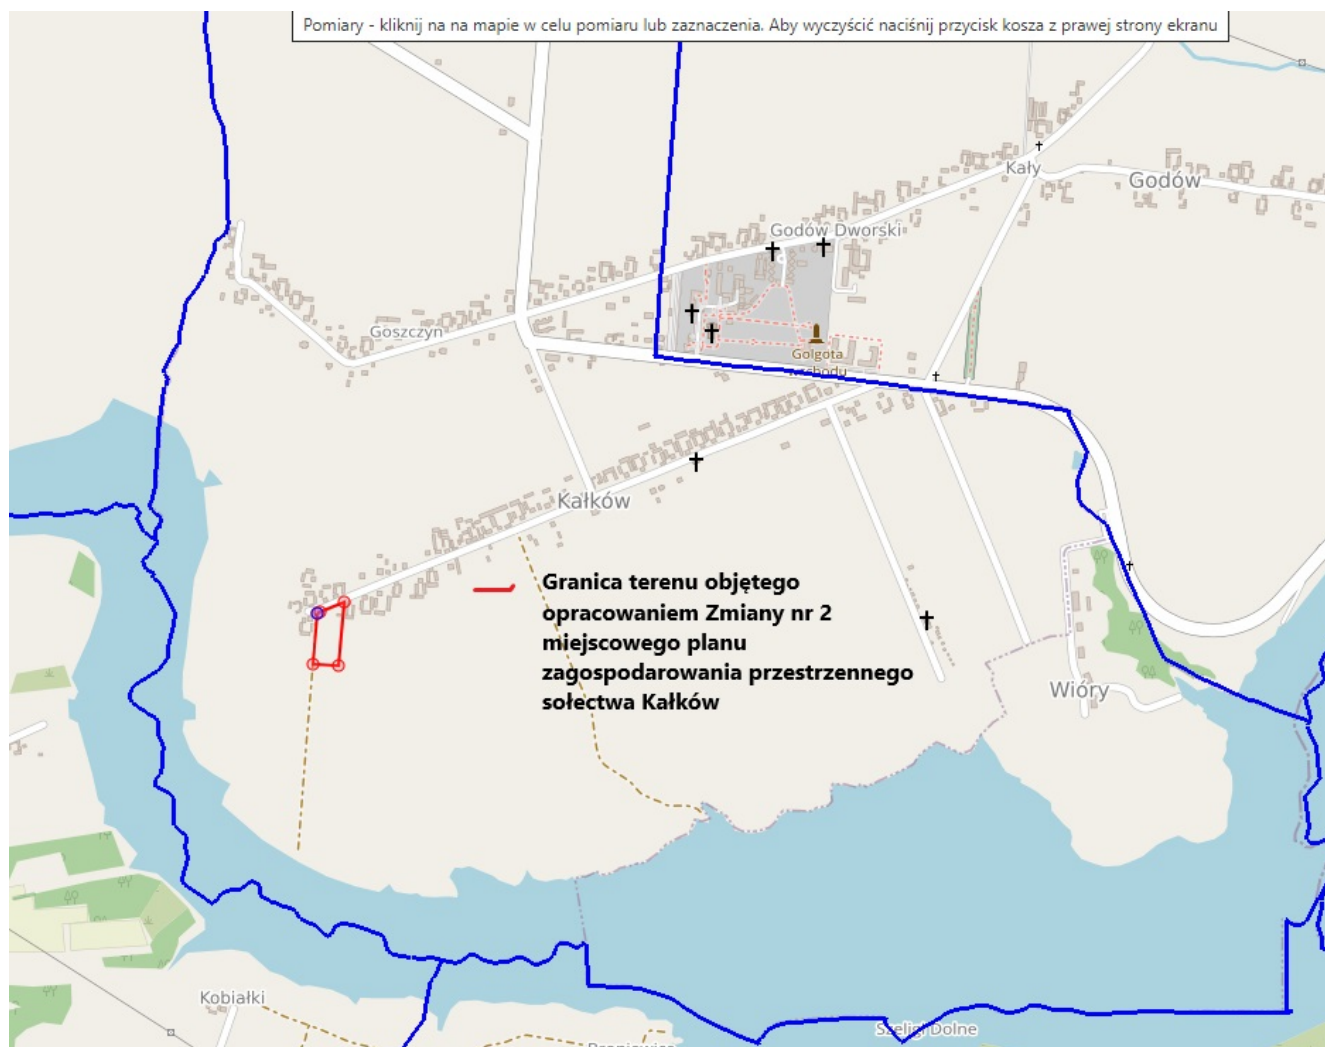 Pomiary - kliknij na na mapie w celu pomiaru lub zaznaczenia. Aby wyczyścić naciśnij przycisk kosza z prawej strony ekranu
Kały
Godów
Godów Dworski
Goszczyn
Golgota
wschodu
Kałków
Granica terenu objętego
opracowaniem Zmiany nr 2
miejscowego planu
zagospodarowania przestrzennego
sołectwa Kałków
Wióry
Kobiałki
Szeligi Dolne